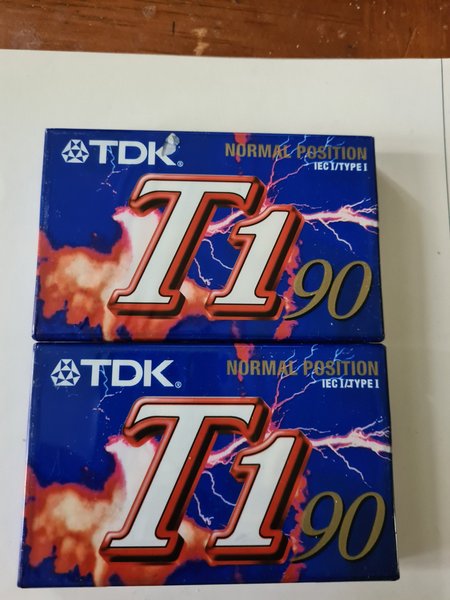 TDK®
NORMAL POSITION
IEC I/TYPE I
T1 90
TDK®
NORMAL POSITION
IEC I/TYPE I
T1 90